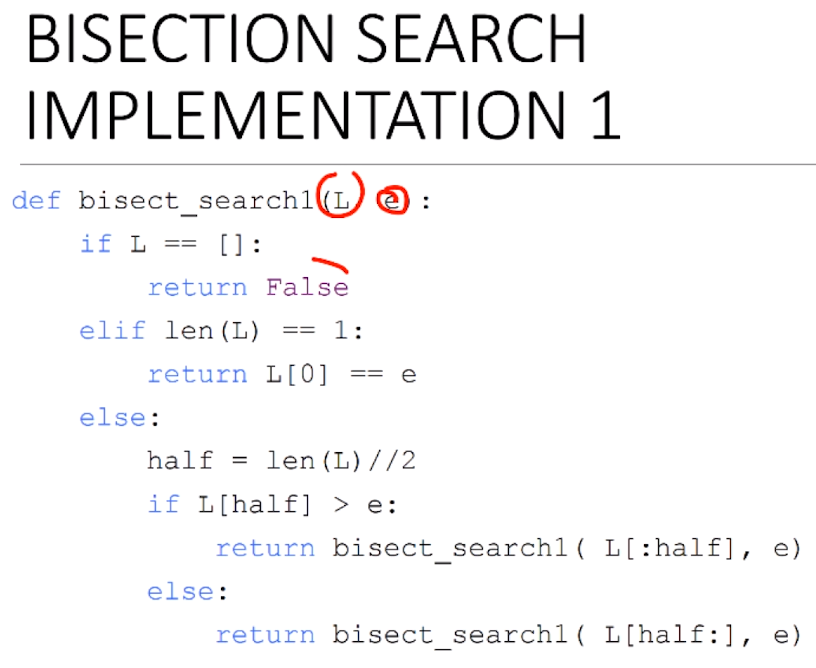 BISECTION SEARCH
IMPLEMENTATION 1
def bisect_search1(L, e):
    if L == []:
        return False
    elif len(L) == 1:
        return L[0] == e
    else:
        half = len(L)//2
        if L[half] > e:
            return bisect_search1( L[:half], e)
        else:
            return bisect_search1( L[half:], e)